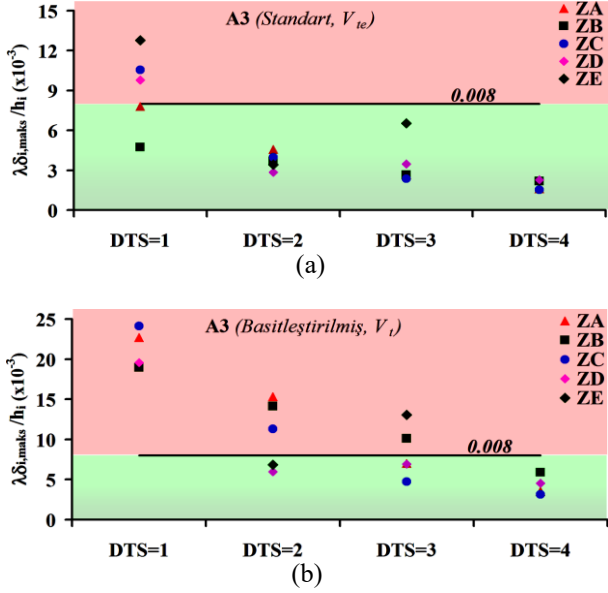 A3 (Standart, Vte)
λδi,maks/hi (x10-3)
15
12
9
6
3
0
ZA
ZB
ZC
ZD
ZE
0.008
DTS=1 DTS=2 DTS=3 DTS=4
(a)
A3 (Basitleştirilmiş, Vt)
λδi,maks/hi (x10-3)
25
20
15
10
5
0
ZA
ZB
ZC
ZD
ZE
0.008
DTS=1 DTS=2 DTS=3 DTS=4
(b)